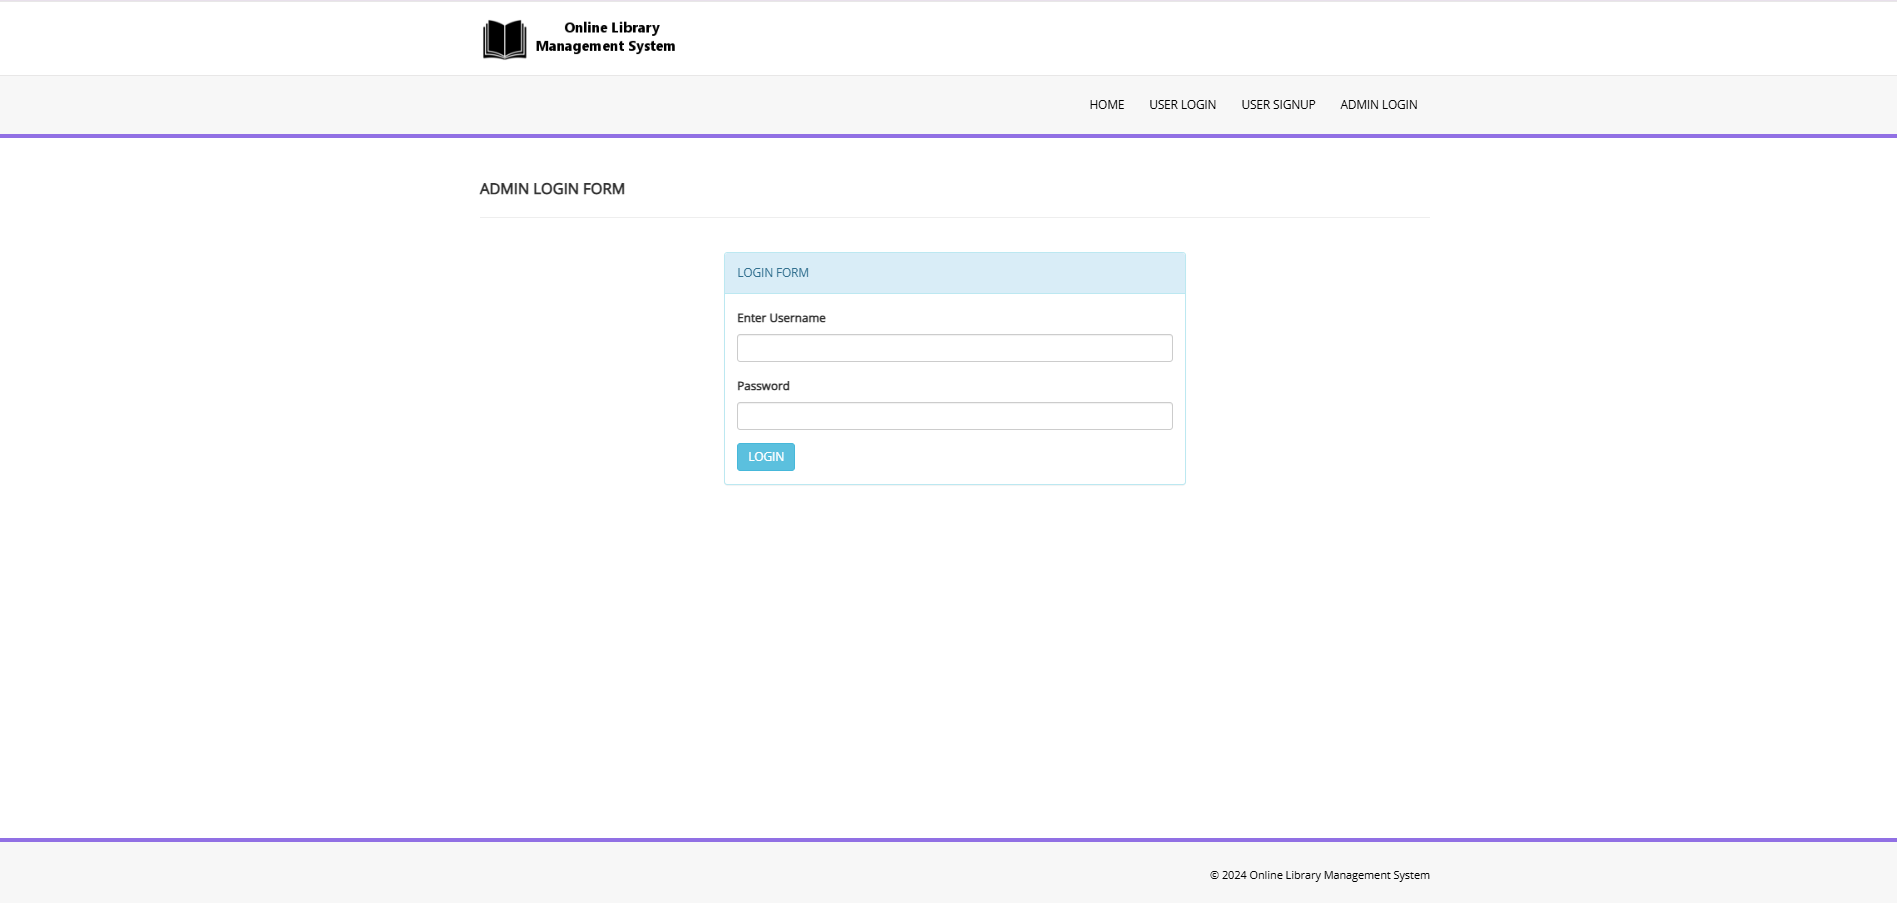 Online Library
Management System
HOME USER LOGIN USER SIGNUP ADMIN LOGIN
ADMIN LOGIN FORM
LOGIN FORM
Enter Username
Password
LOGIN
© 2024 Online Library Management System